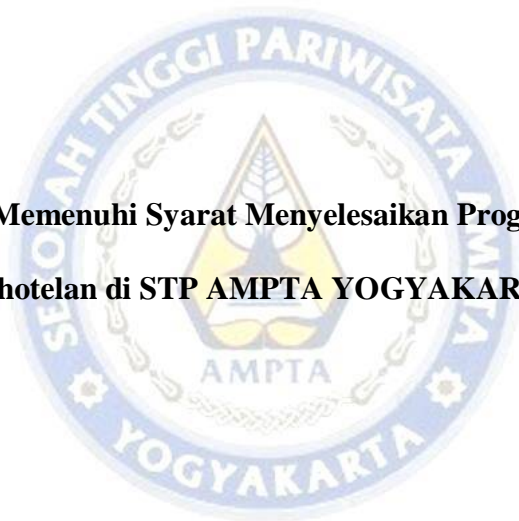 SEKOLAH TINGGI PARIWISATA AMPTA
Memenuhi Syarat Menyelesaikan Prog
hotelan di STP AMPTA YOGYAKAR
AMPTA
YOGYAKARTA